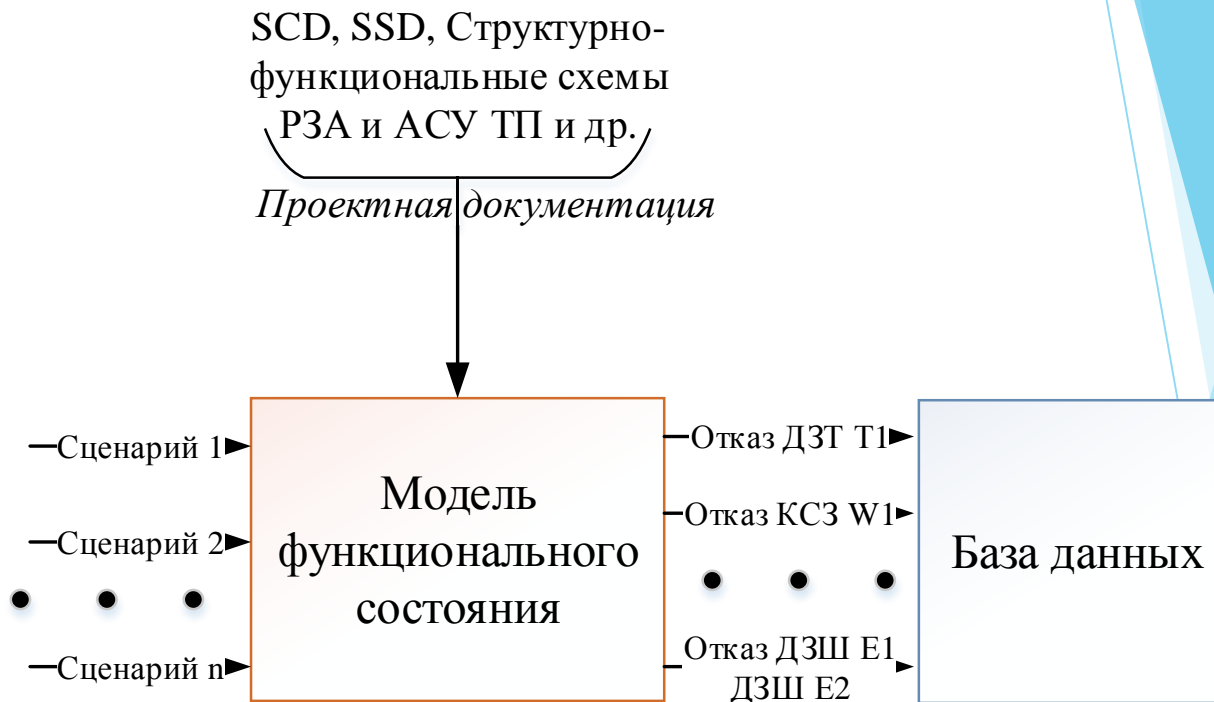 SCD, SSD, Структурно-
функциональные схемы
РЗА и АСУ ТП и др.
Проектная документация
Сценарий 1
Сценарий 2
Сценарий n
Модель
функционального
состояния
Отказ ДЗТ Т1
Отказ КСЗ W1
Отказ ДЗШ Е1
ДЗШ Е2
База данных